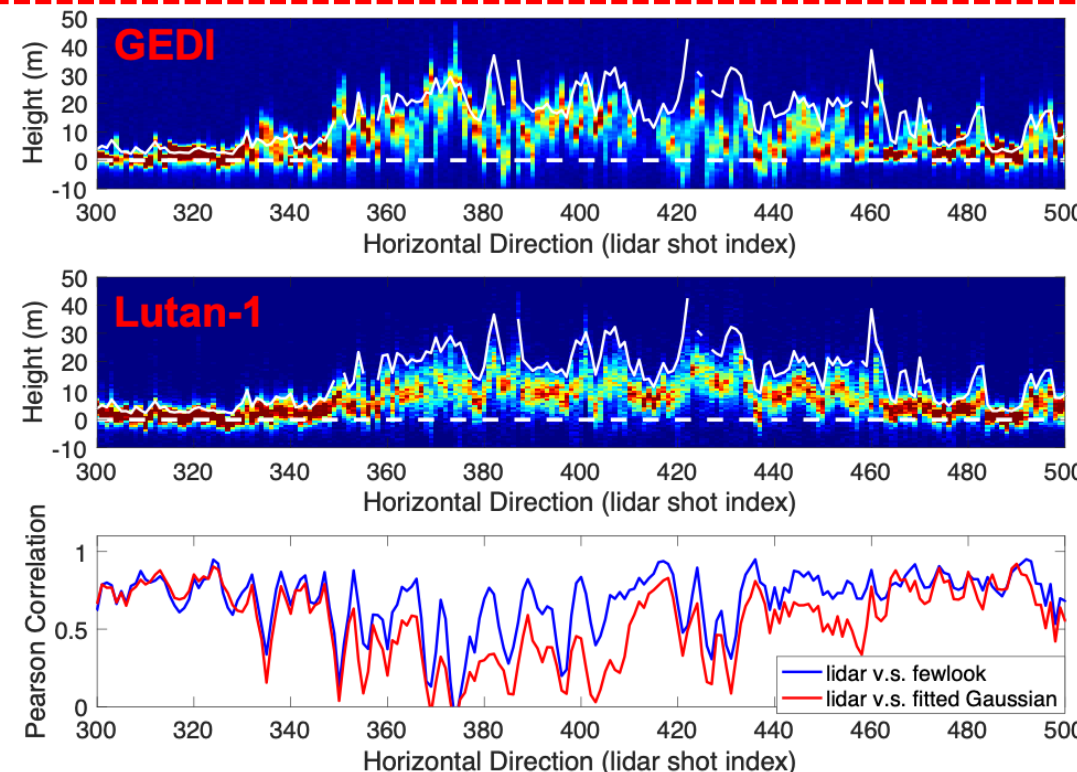 50
40
30
20
10
0
-10
Height (m)
GEDI
300 320 340 360 380 400 420 440 460 480 500
Horizontal Direction (lidar shot index)
50
40
30
20
10
0
-10
Height (m)
Lutan-1
300 320 340 360 380 400 420 440 460 480 500
Horizontal Direction (lidar shot index)
1
0.5
0
Pearson Correlation
lidar v.s. fewlook
lidar v.s. fitted Gaussian
300 320 340 360 380 400 420 440 460 480 500
Horizontal Direction (lidar shot index)